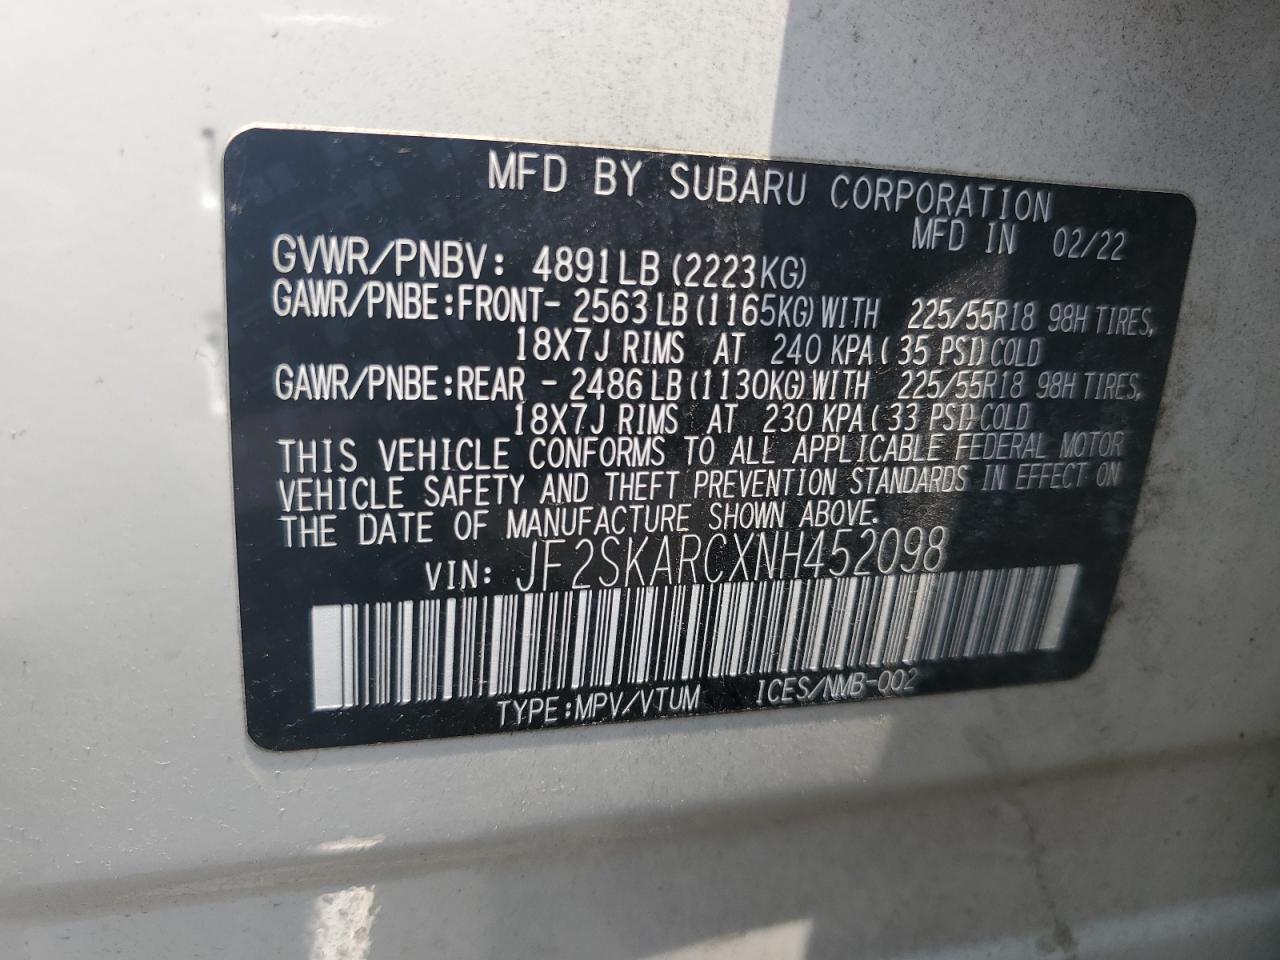 MFD BY SUBARU CORPORATION
MFD IN 02/22
GVWR/PNBV: 4891LB (2223KG)
GAWR/PNBE:FRONT- 2563LB (1165KG) WITH 225/55R18 98H TIRES,
18X7J RIMS AT 240 KPA( 35 PSI) COLD
GAWR/PNBE:REAR - 2486LB (1130KG) WITH 225/55R18 98H TIRES,
18X7J RIMS AT 230 KPA( 33 PSI) COLD
THIS VEHICLE CONFORMS TO ALL APPLICABLE FEDERAL MOTOR
VEHICLE SAFETY AND THEFT PREVENTION STANDARDS IN EFFECT ON
THE DATE OF MANUFACTURE SHOWN ABOVE.
VIN: JF2SKARCXNH452098
TYPE:MPV/VTUM ICES/NMB-002